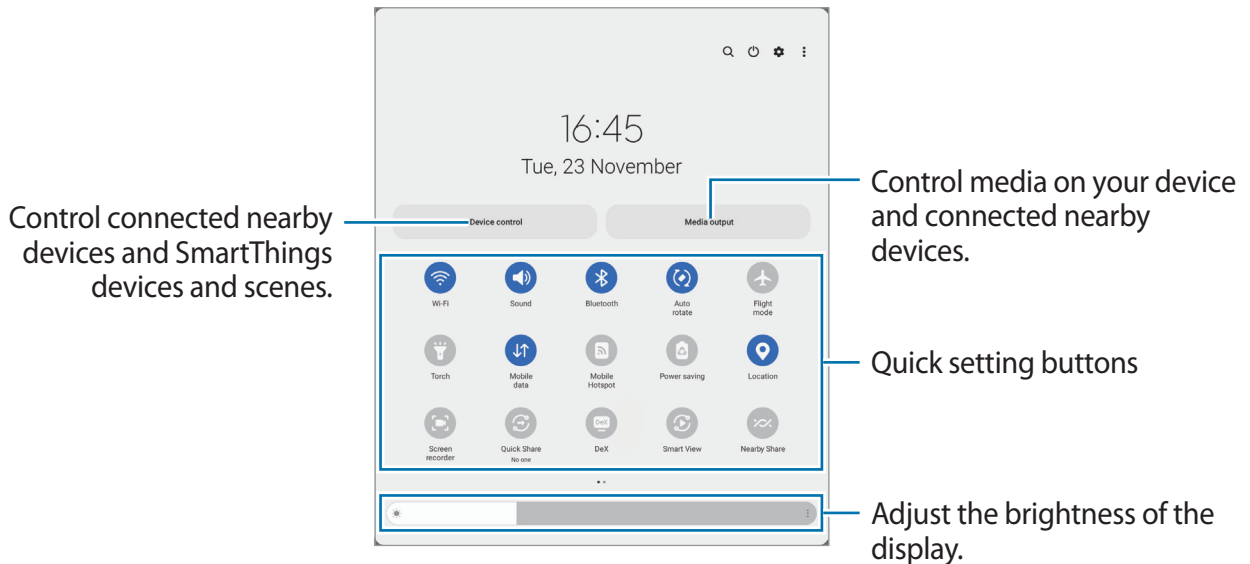 16:45
Tue, 23 November
Control connected nearby
devices and SmartThings
devices and scenes.
Device control
Media output
Control media on your device
and connected nearby
devices.
Wi-Fi
Sound
Bluetooth
Auto
rotate
Flight
mode
Torch
Mobile
data
Mobile
Hotspot
Power saving
Location
Quick setting buttons
Screen
recorder
Quick Share
No one
DeX
DeX
Smart View
Nearby Share
Adjust the brightness of the
display.